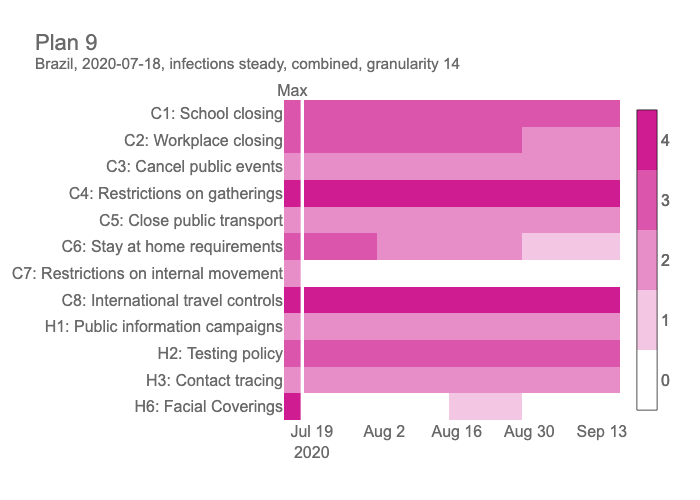 Plan 9
Brazil, 2020-07-18, infections steady, combined, granularity 14
Max
C1: School closing
C2: Workplace closing
C3: Cancel public events
C4: Restrictions on gatherings
C5: Close public transport
C6: Stay at home requirements
C7: Restrictions on internal movement
C8: International travel controls
H1: Public information campaigns
H2: Testing policy
H3: Contact tracing
H6: Facial Coverings
Jul 19 Aug 2 Aug 16 Aug 30 Sep 13
2020
4
3
2
1
0